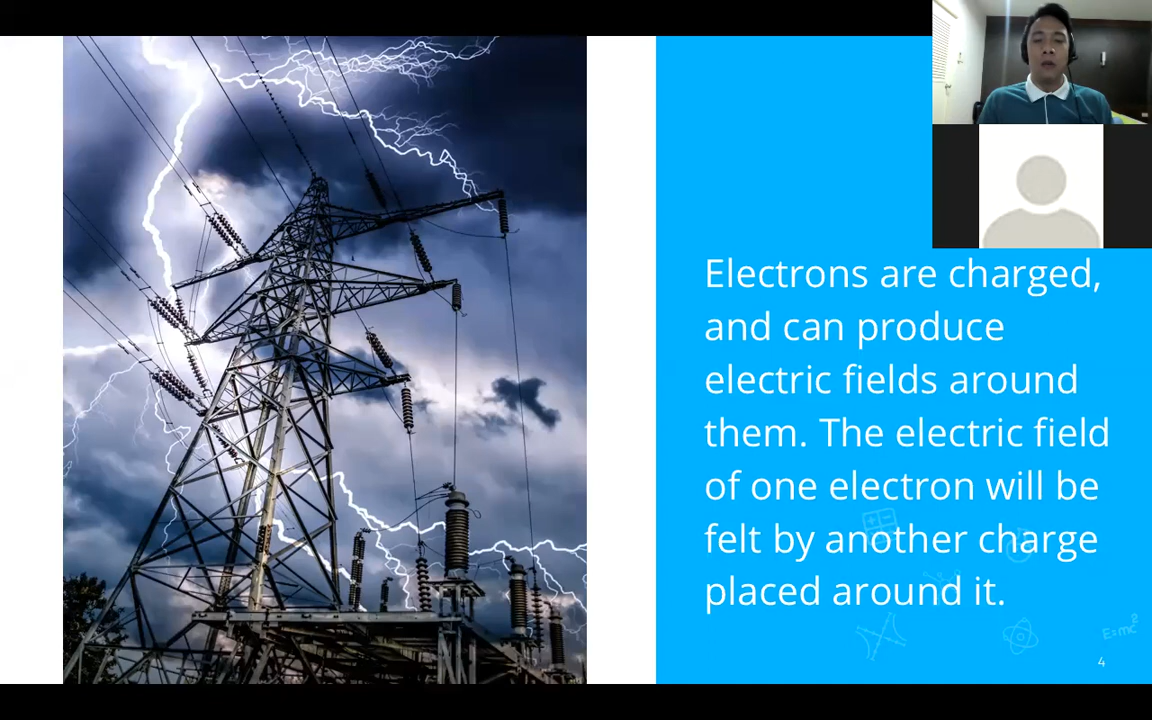 Electrons are charged,
and can produce
electric fields around
them. The electric field
of one electron will be
felt by another charge
placed around it.
E=mc²
4